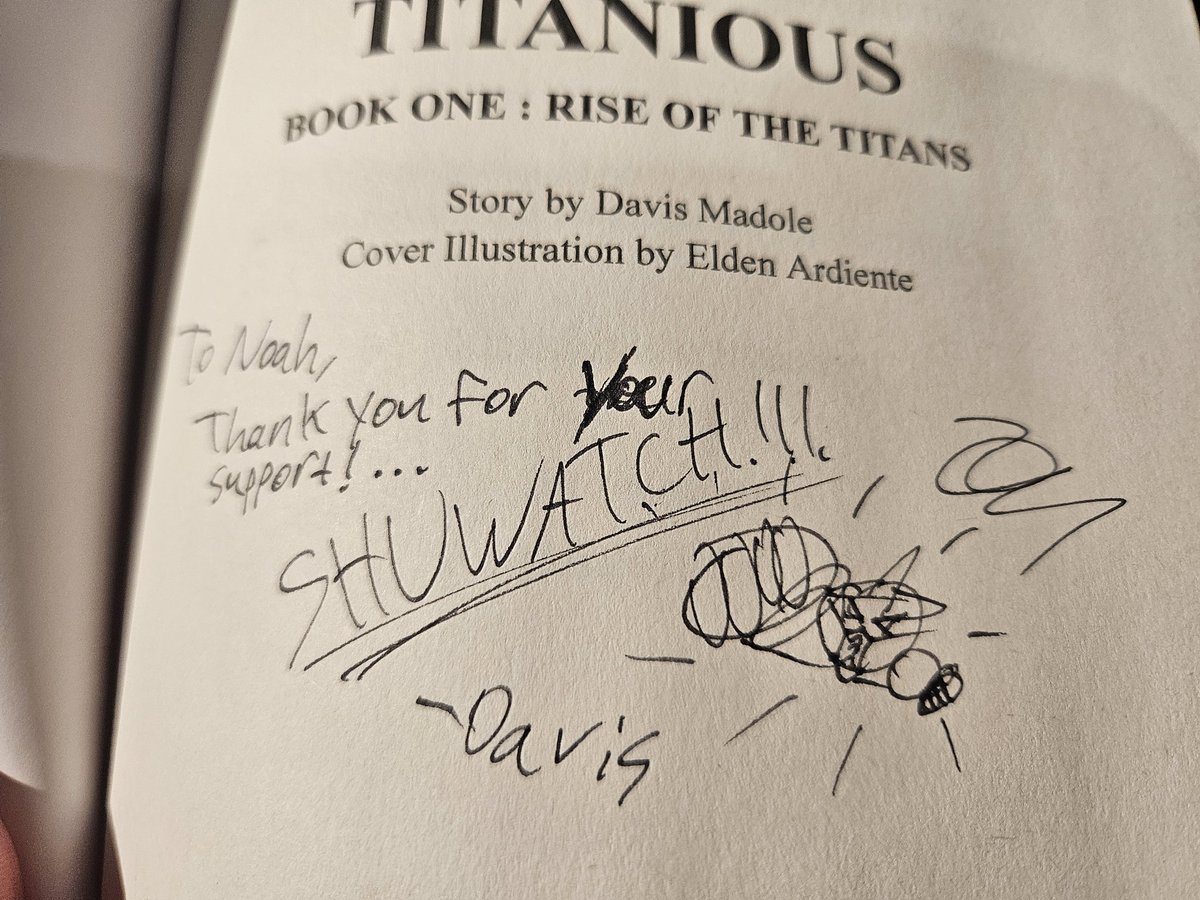 TITANIOUS
BOOK ONE : RISE OF THE TITANS
Story by Davis Madole
Cover Illustration by Elden Ardiente
To Noah,
Thank you for your
support!...
SHUWATCH!!!
-Davis